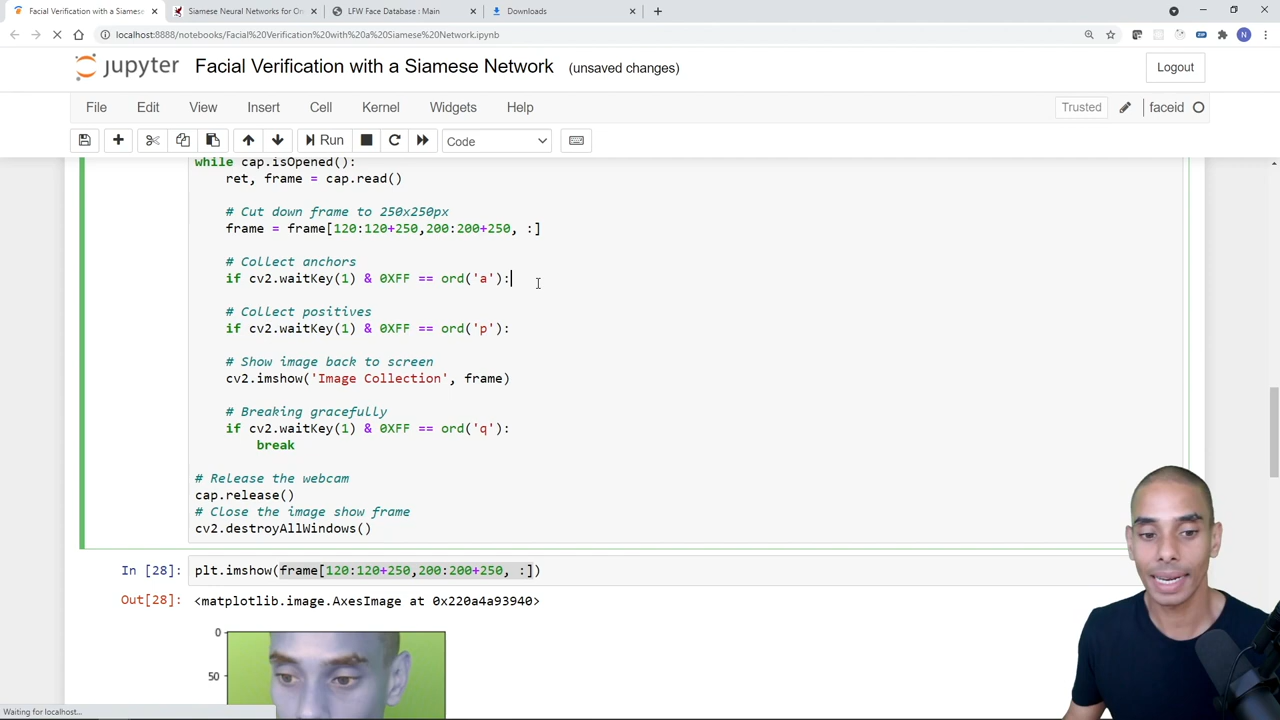 Facial Verification with a Siamese
Siamese Neural Networks for On
LFW Face Database : Main
Downloads
localhost:8888/notebooks/Facial%20Verification%20with%20a%20Siamese%20Network.ipynb
N
jupyter
Facial Verification with a Siamese Network (unsaved changes)
Logout
File Edit View Insert Cell Kernel Widgets Help
Trusted
faceid
Run
Code
while cap.isOpened():
ret, frame = cap.read()
# Cut down frame to 250x250px
frame = frame[120:120+250,200:200+250, :]
# Collect anchors
if cv2.waitKey(1) & 0XFF == ord('a'):
# Collect positives
if cv2.waitKey(1) & 0XFF == ord('p'):
# Show image back to screen
cv2.imshow('Image Collection', frame)
# Breaking gracefully
if cv2.waitKey(1) & 0XFF == ord('q'):
break
# Release the webcam
cap.release()
# Close the image show frame
cv2.destroyAllWindows()
In [28]: plt.imshow(frame[120:120+250,200:200+250, :])
Out[28]: <matplotlib.image.AxesImage at 0x220a4a93940>
0
50
Waiting for localhost...